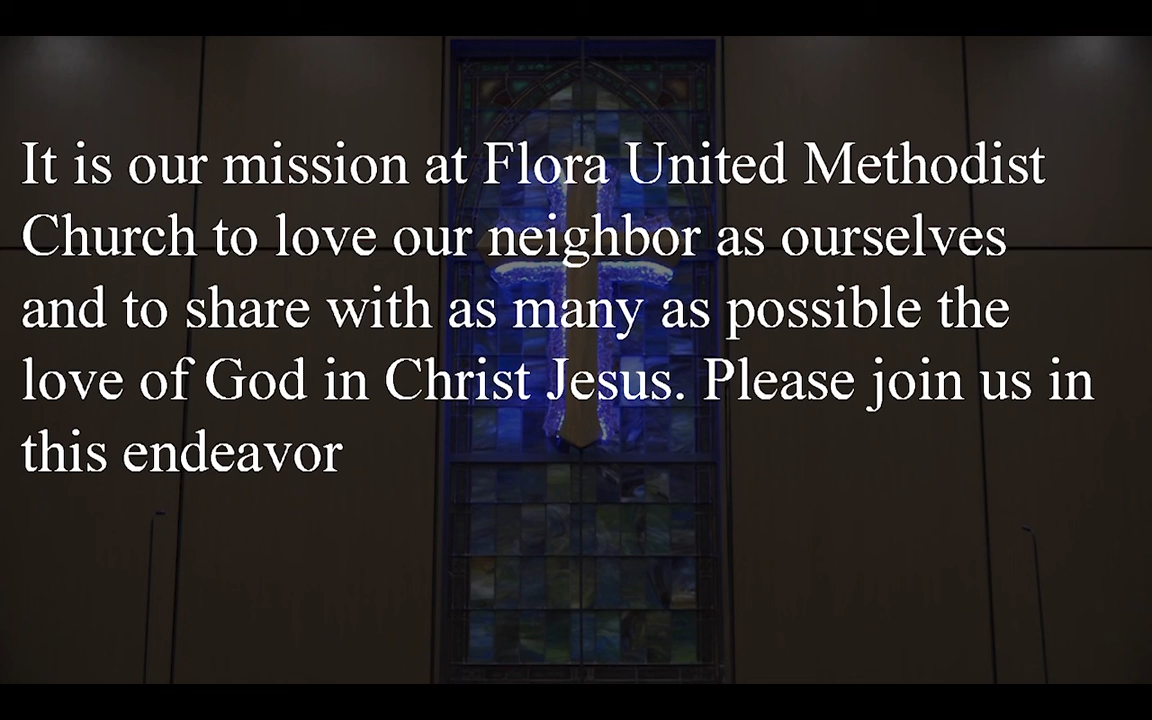 It is our mission at Flora United Methodist
Church to love our neighbor as ourselves
and to share with as many as possible the
love of God in Christ Jesus. Please join us in
this endeavor